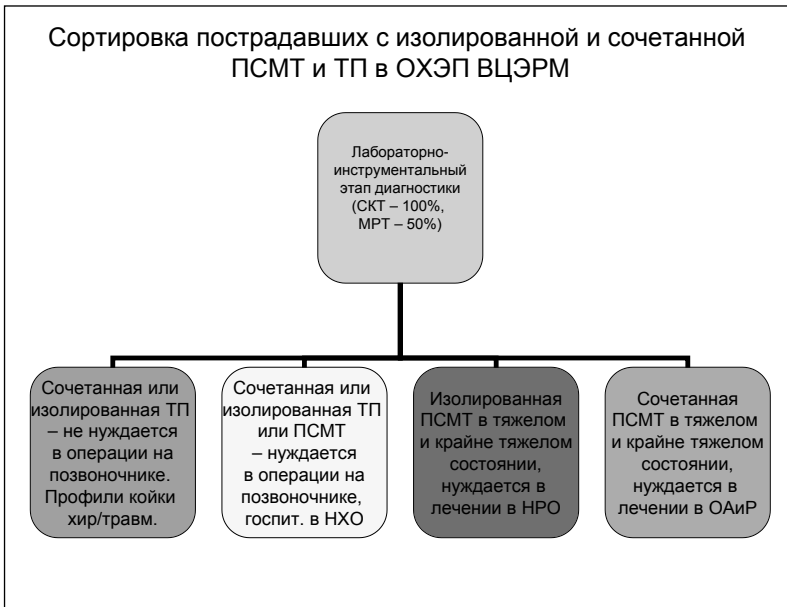 Сортировка пострадавших с изолированной и сочетанной
ПСМТ и ТП в ОХЭП ВЦЭРМ
Лабораторно-
инструментальный
этап диагностики
(СКТ – 100%,
МРТ – 50%)
Сочетанная или
изолированная ТП
– не нуждается
в операции на
позвоночнике.
Профили койки
хир/травм.
Сочетанная или
изолированная ТП
или ПСМТ
– нуждается
в операции на
позвоночнике,
госпит. в НХО
Изолированная
ПСМТ в тяжелом
и крайне тяжелом
состоянии,
нуждается в
лечении в НРО
Сочетанная
ПСМТ в тяжелом
и крайне тяжелом
состоянии,
нуждается в
лечении в ОАиР